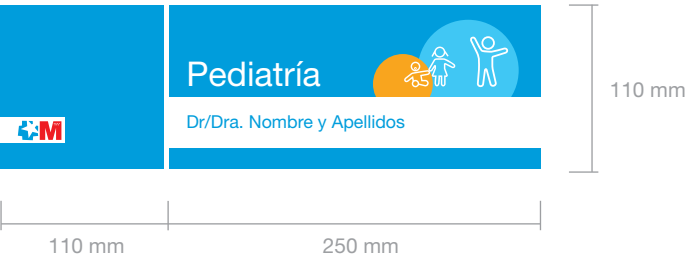 Pediatría
Dr/Dra. Nombre y Apellidos
M
110 mm
110 mm
250 mm